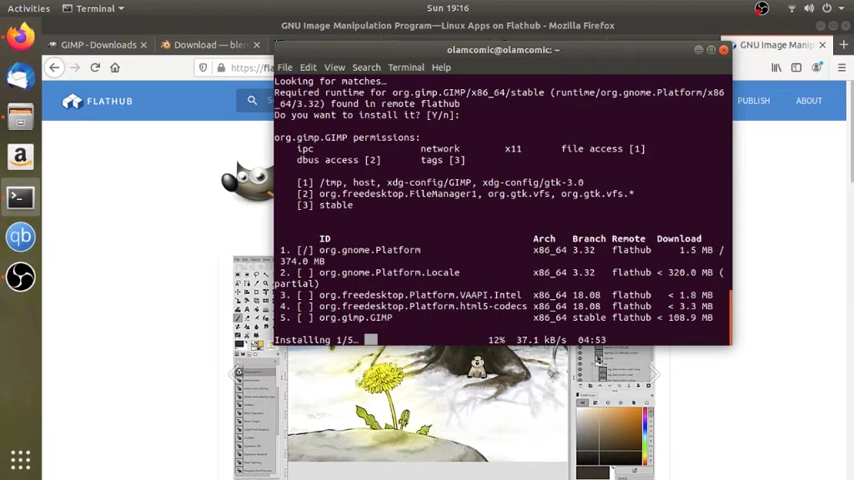 Activities
Terminal
Sun 19:16
GNU Image Manipulation Program—Linux Apps on Flathub - Mozilla Firefox
GIMP - Downloads
Download — blen
GNU Image Mani
olamcomic@olamcomic: ~
https://fl
File Edit View Search Terminal Help
FLATHUB
PUBLISH
ABOUT
Looking for matches…
Required runtime for org.gimp.GIMP/x86_64/stable (runtime/org.gnome.Platform/x86
_64/3.32) found in remote flathub
Do you want to install it? [Y/n]:
org.gimp.GIMP permissions:
ipc network x11 file access [1]
dbus access [2] tags [3]
[1] /tmp, host, xdg-config/GIMP, xdg-config/gtk-3.0
[2] org.freedesktop.FileManager1, org.gtk.vfs, org.gtk.vfs.*
[3] stable
ID Arch Branch Remote Download
1. [/] org.gnome.Platform x86_64 3.32 flathub 1.5 MB /
374.0 MB
2. [ ] org.gnome.Platform.Locale x86_64 3.32 flathub < 320.0 MB (
partial)
3. [ ] org.freedesktop.Platform.VAAPI.Intel x86_64 18.08 flathub < 1.8 MB
4. [ ] org.freedesktop.Platform.html5-codecs x86_64 18.08 flathub < 3.3 MB
5. [ ] org.gimp.GIMP x86_64 stable flathub < 108.9 MB
Installing 1/5… 12% 37.1 kB/s 04:53